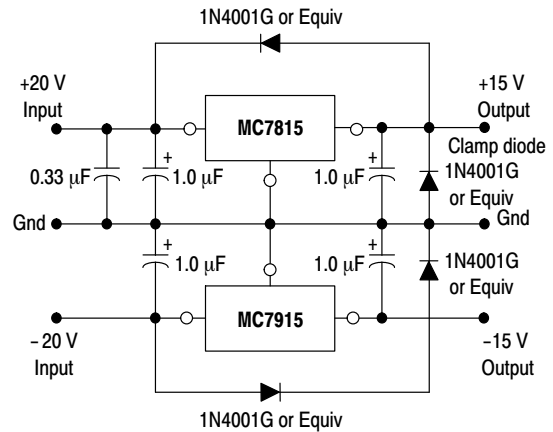 1N4001G or Equiv
+20 V
Input
MC7815
+15 V
Output
Clamp diode
0.33 μF
+
1.0 μF
1.0 μF
+
1N4001G
or Equiv
Gnd
Gnd
+
1.0 μF
1.0 μF
+
1N4001G
or Equiv
−20 V
Input
MC7915
−15 V
Output
1N4001G or Equiv